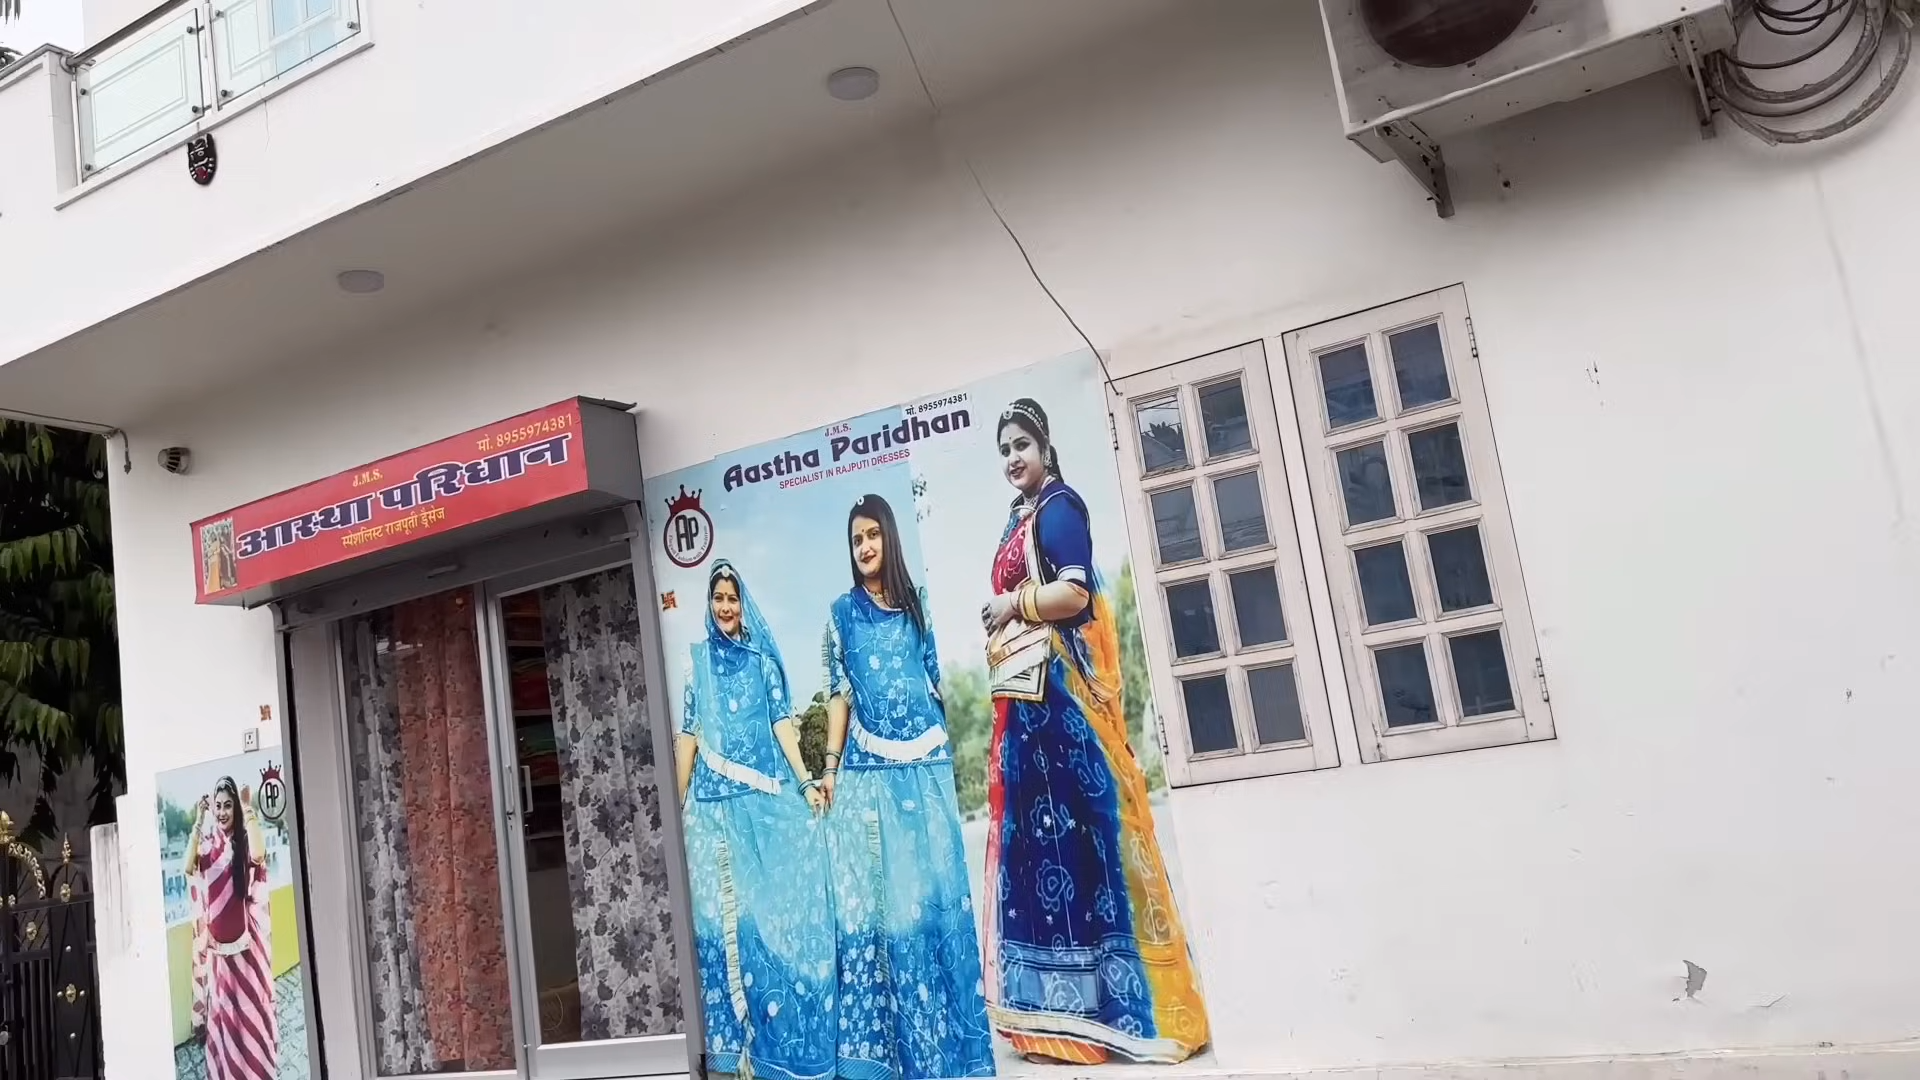 मो. 8955974381
J.M.S.
आस्था परिधान
स्पेशलिस्ट राजपूती ड्रेसेज
मो. 8955974381
J.M.S.
Aastha Paridhan
SPECIALIST IN RAJPUTI DRESSES
AP
AP